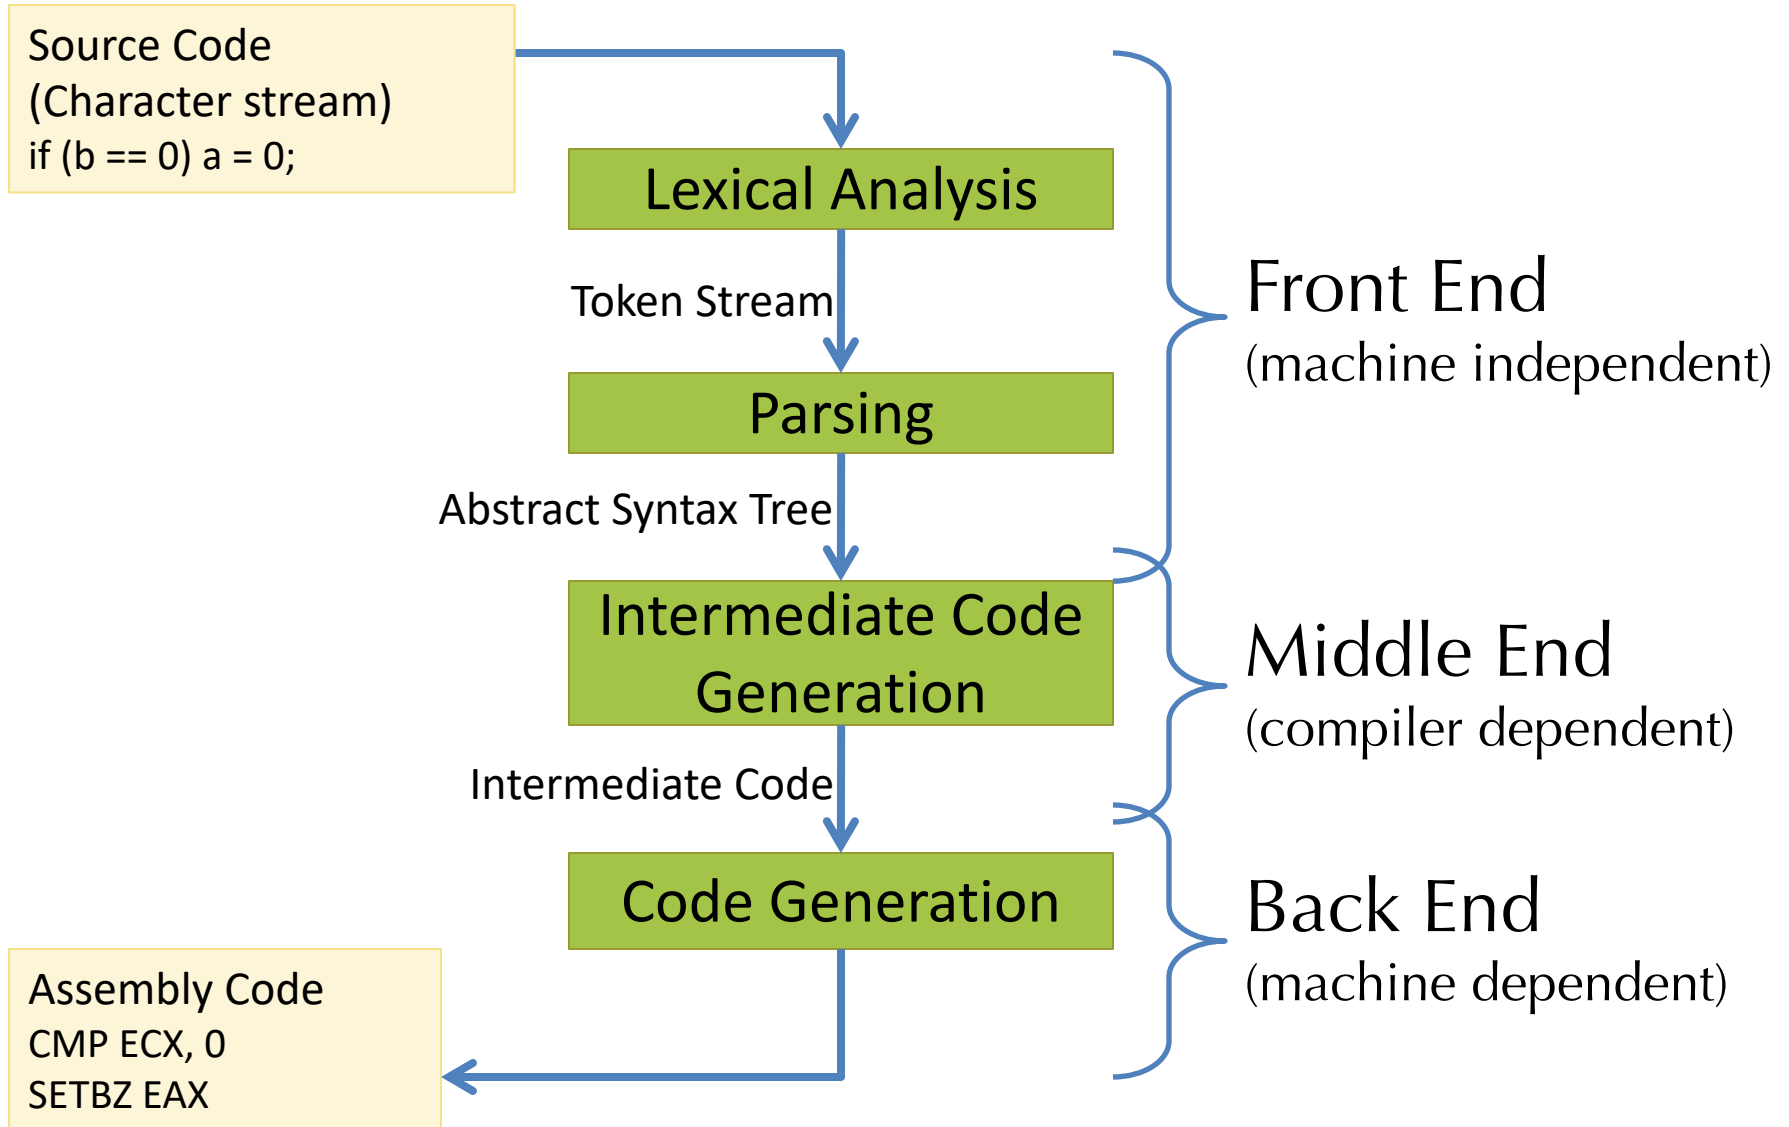 Source Code
(Character stream)
if (b == 0) a = 0;
Lexical Analysis
Token Stream
Parsing
Abstract Syntax Tree
Intermediate Code
Generation
Intermediate Code
Code Generation
Assembly Code
CMP ECX, 0
SETBZ EAX
Front End
(machine independent)
Middle End
(compiler dependent)
Back End
(machine dependent)